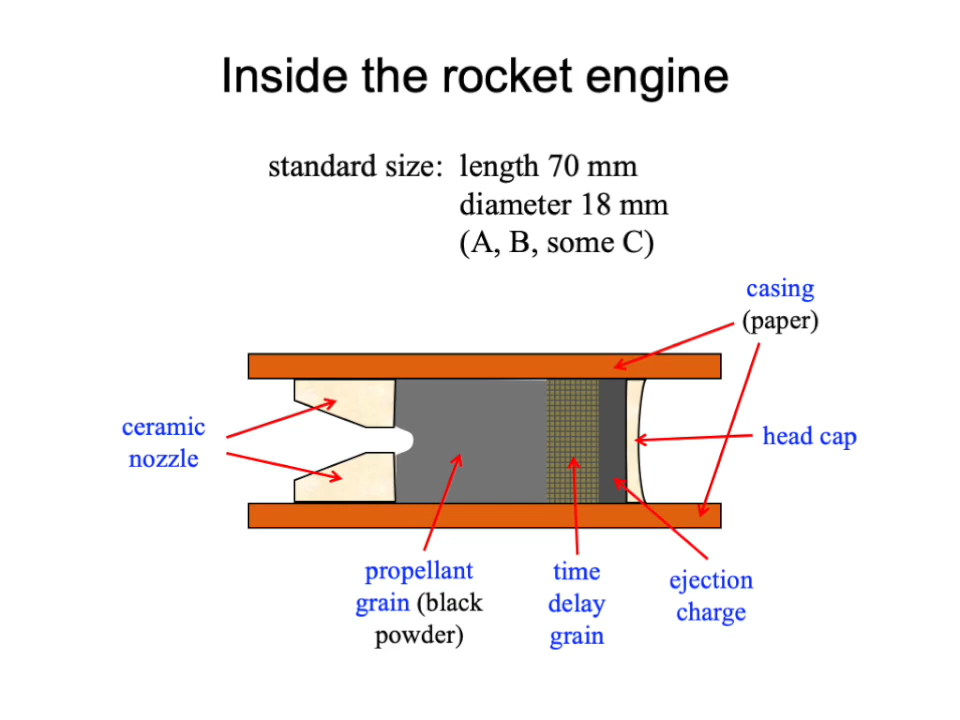 Inside the rocket engine
standard size: length 70 mm
diameter 18 mm
(A, B, some C)
casing
(paper)
ceramic
nozzle
head cap
propellant
grain (black
powder)
time
delay
grain
ejection
charge